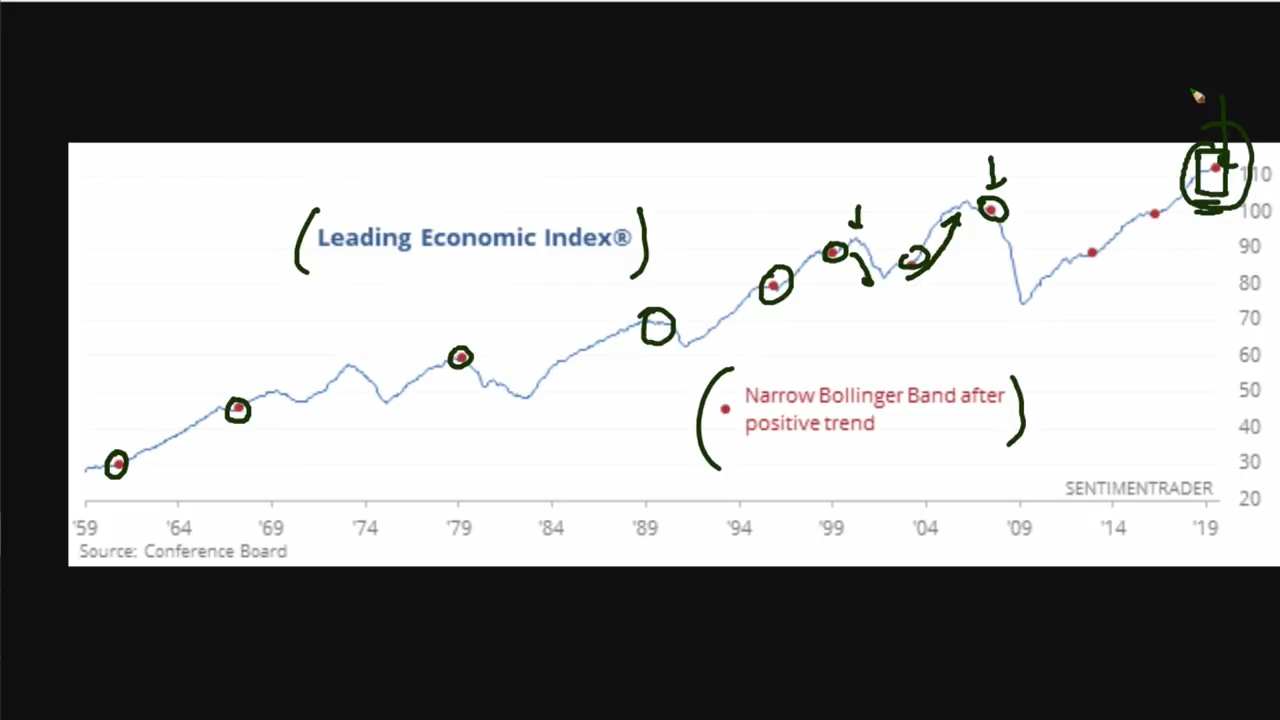 Leading Economic Index®
Narrow Bollinger Band after
positive trend
110
100
90
80
70
60
50
40
30
20
SENTIMENTRADER
'59 '64 '69 '74 '79 '84 '89 '94 '99 '04 '09 '14 '19
Source: Conference Board